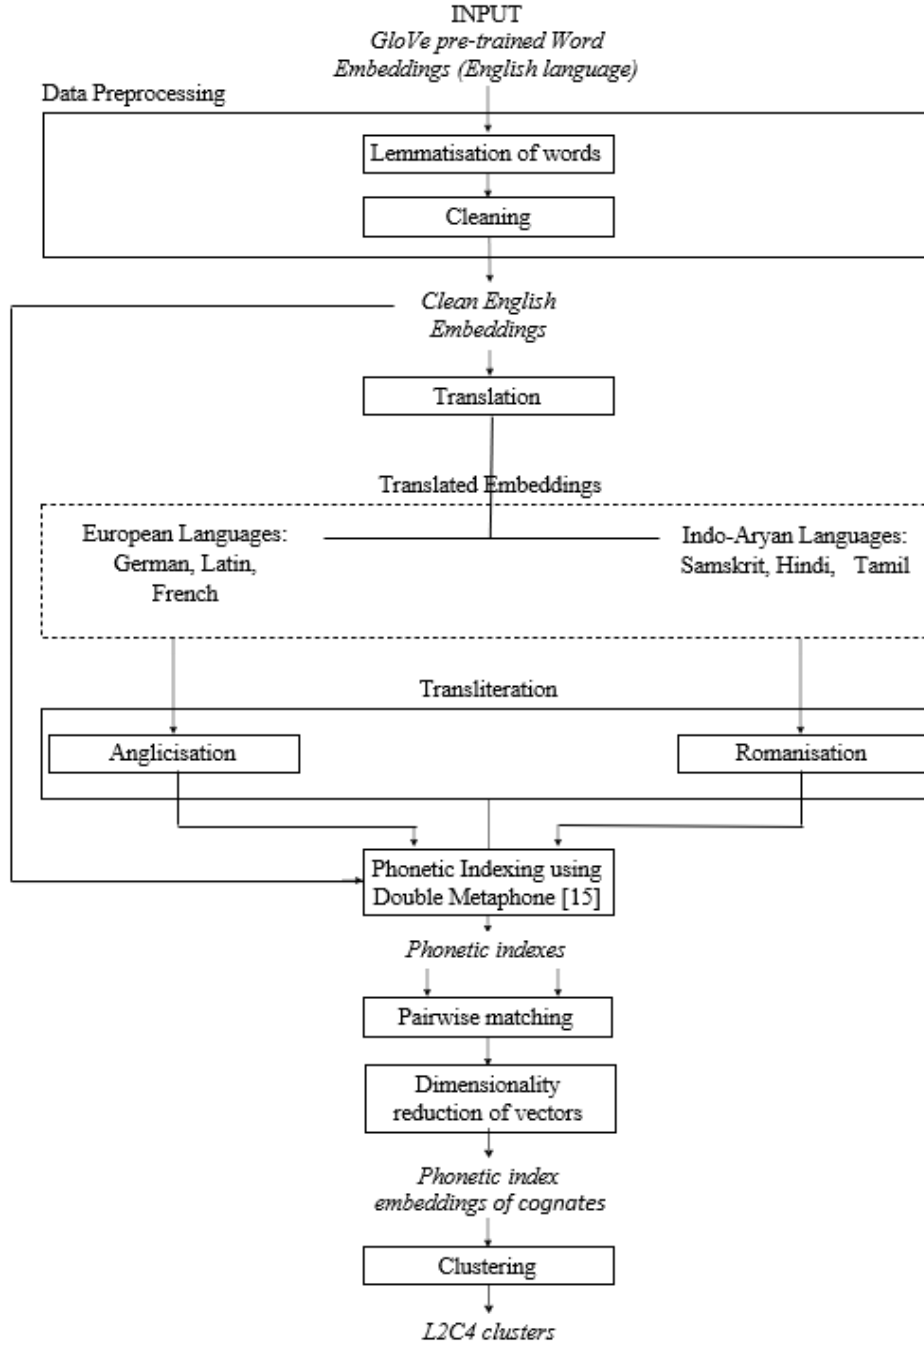 INPUT
GloVe pre-trained Word
Embeddings (English language)
Data Preprocessing
Lemmatisation of words
Cleaning
Clean English
Embeddings
Translation
Translated Embeddings
European Languages:
German, Latin,
French
Indo-Aryan Languages:
Samskrit, Hindi, Tamil
Transliteration
Anglicisation
Romanisation
Phonetic Indexing using
Double Metaphone [15]
Phonetic indexes
Pairwise matching
Dimensionality
reduction of vectors
Phonetic index
embeddings of cognates
Clustering
L2C4 clusters